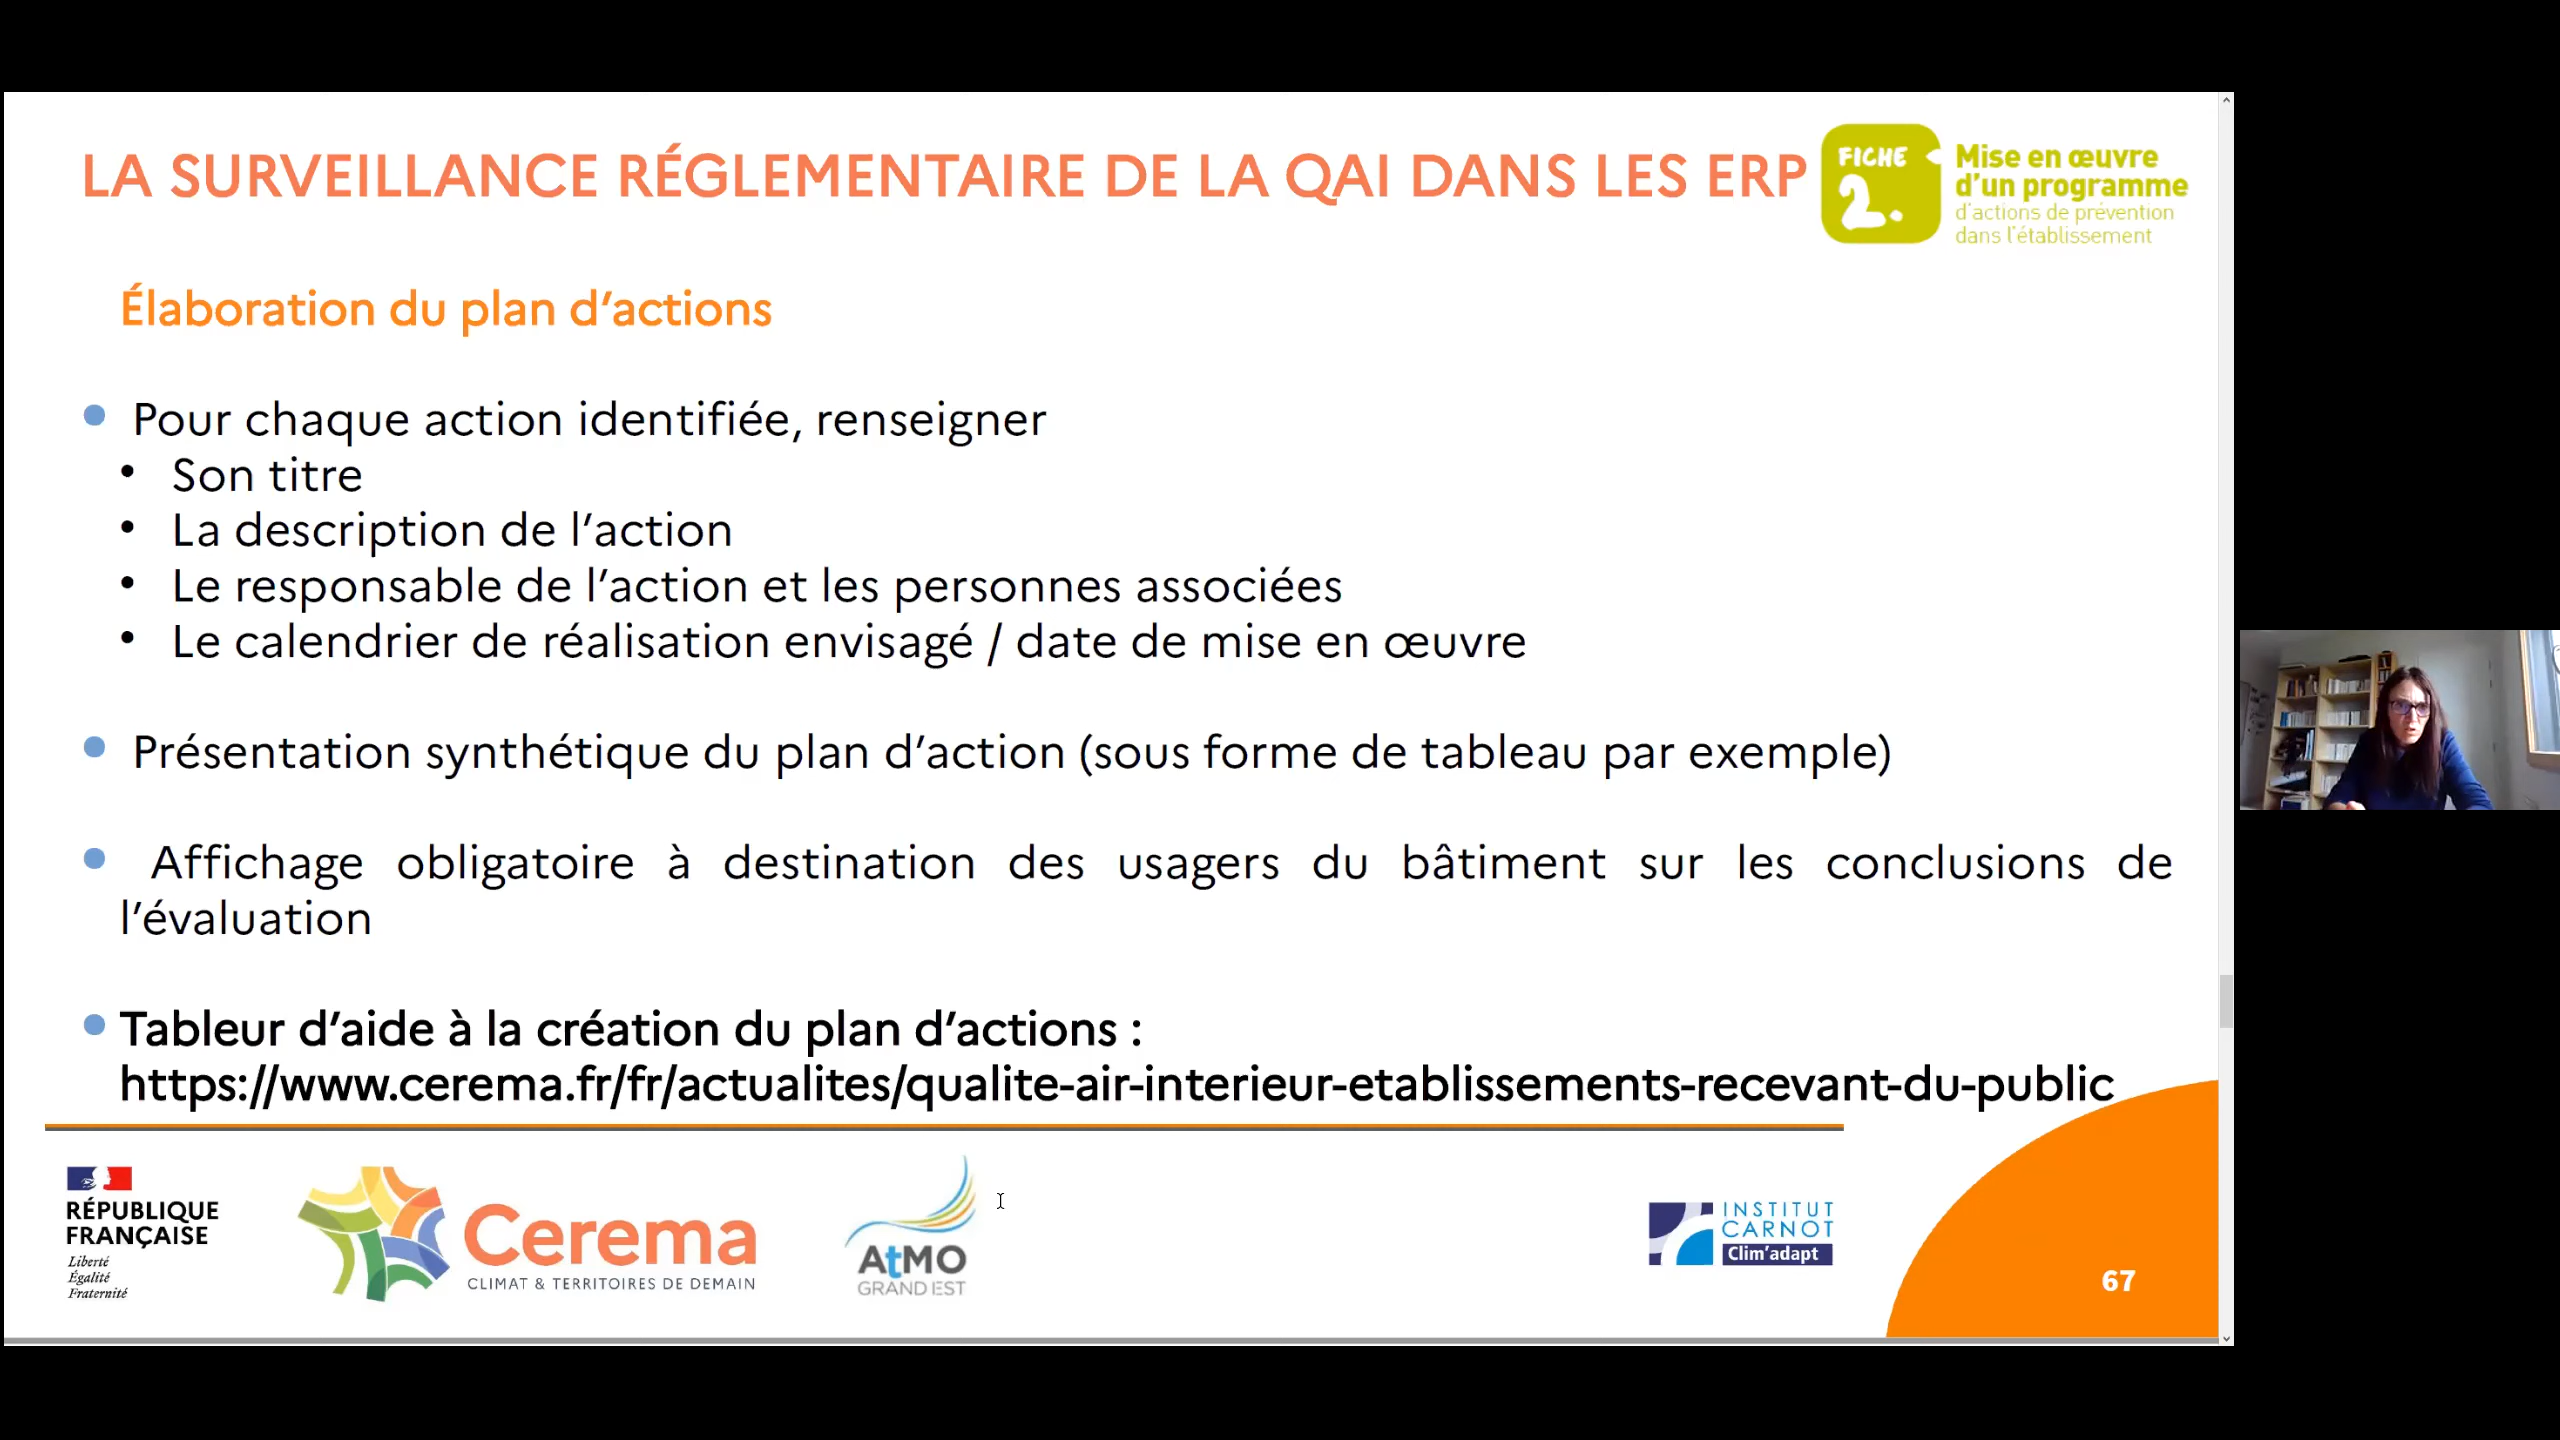 LA SURVEILLANCE RÉGLEMENTAIRE DE LA QAI DANS LES ERP
FICHE
2.
Mise en œuvre
d'un programme
d'actions de prévention
dans l'établissement
Élaboration du plan d'actions
Pour chaque action identifiée, renseigner
Son titre
La description de l'action
Le responsable de l'action et les personnes associées
Le calendrier de réalisation envisagé / date de mise en œuvre
Présentation synthétique du plan d'action (sous forme de tableau par exemple)
Affichage obligatoire à destination des usagers du bâtiment sur les conclusions de
l'évaluation
Tableur d'aide à la création du plan d'actions :
https://www.cerema.fr/fr/actualites/qualite-air-interieur-etablissements-recevant-du-public
RÉPUBLIQUE
FRANÇAISE
Liberté
Égalité
Fraternité
Cerema
CLIMAT & TERRITOIRES DE DEMAIN
AtMO
GRAND EST
INSTITUT
CARNOT
Clim'adapt
67